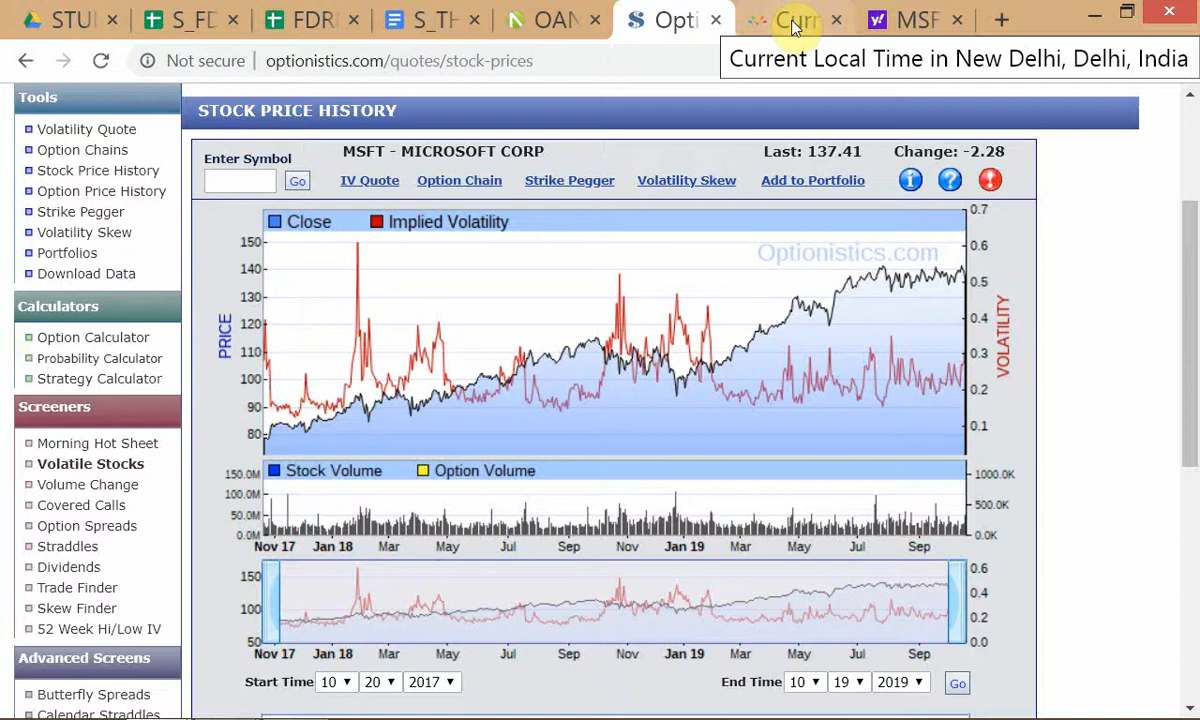 STU
S_FD
FDRI
S_TH
OAN
Opti
Curr
MSF
Not secure
optionistics.com/quotes/stock-prices
Current Local Time in New Delhi, Delhi, India
Tools
Volatility Quote
Option Chains
Stock Price History
Option Price History
Strike Pegger
Volatility Skew
Portfolios
Download Data
Calculators
Option Calculator
Probability Calculator
Strategy Calculator
Screeners
Morning Hot Sheet
Volatile Stocks
Volume Change
Covered Calls
Option Spreads
Straddles
Dividends
Trade Finder
Skew Finder
52 Week Hi/Low IV
Advanced Screens
Butterfly Spreads
Calendar Straddles
STOCK PRICE HISTORY
Enter Symbol
Go
MSFT - MICROSOFT CORP
Last: 137.41
Change: -2.28
IV Quote
Option Chain
Strike Pegger
Volatility Skew
Add to Portfolio
Close
Implied Volatility
Optionistics.com
PRICE
150
140
130
120
110
100
90
80
0.7
0.6
0.5
0.4
0.3
0.2
0.1
VOLATILITY
Stock Volume
Option Volume
150.0M
100.0M
50.0M
0.0M
1000.0K
500.0K
0.0K
Nov 17 Jan 18 Mar May Jul Sep Nov Jan 19 Mar May Jul Sep
150
100
50
0.6
0.4
0.2
0.0
Nov 17 Jan 18 Mar May Jul Sep Nov Jan 19 Mar May Jul Sep
Start Time 10 20 2017
End Time 10 19 2019 Go